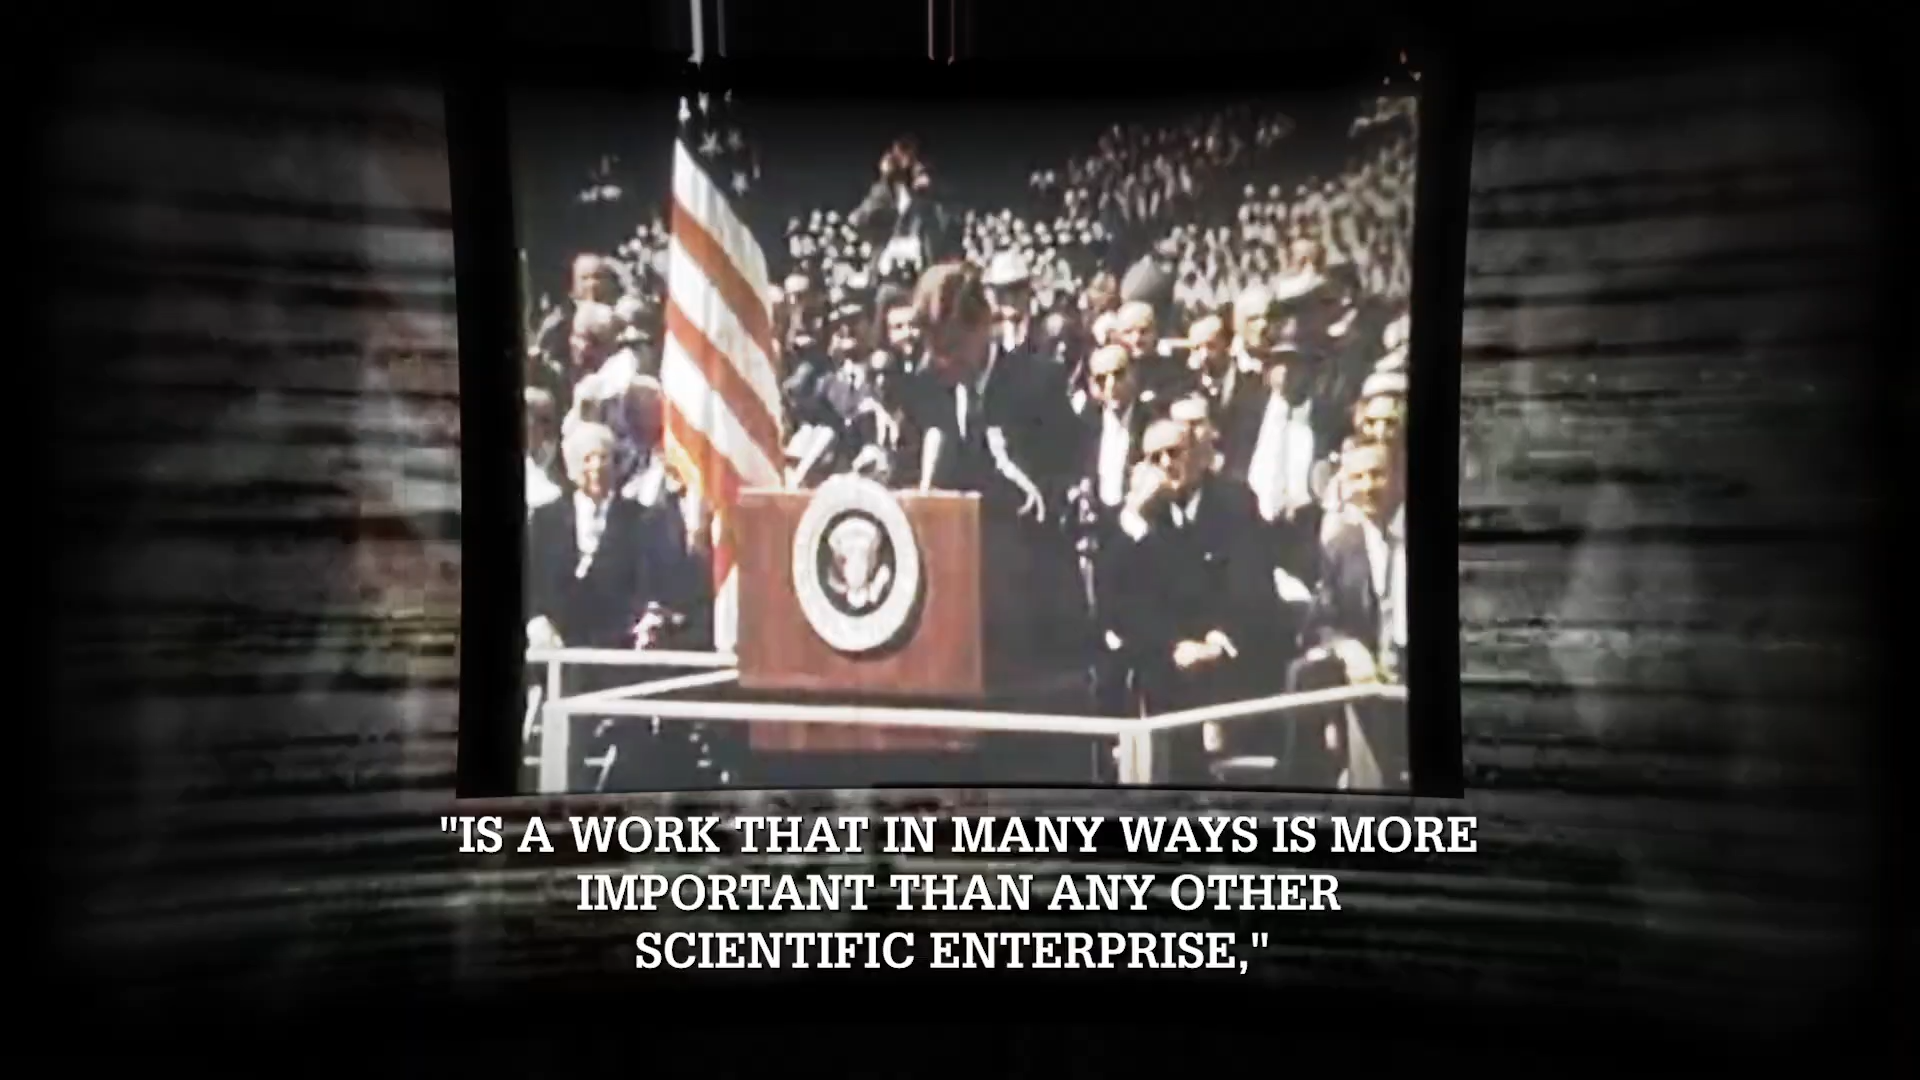 "IS A WORK THAT IN MANY WAYS IS MORE
IMPORTANT THAN ANY OTHER
SCIENTIFIC ENTERPRISE,"